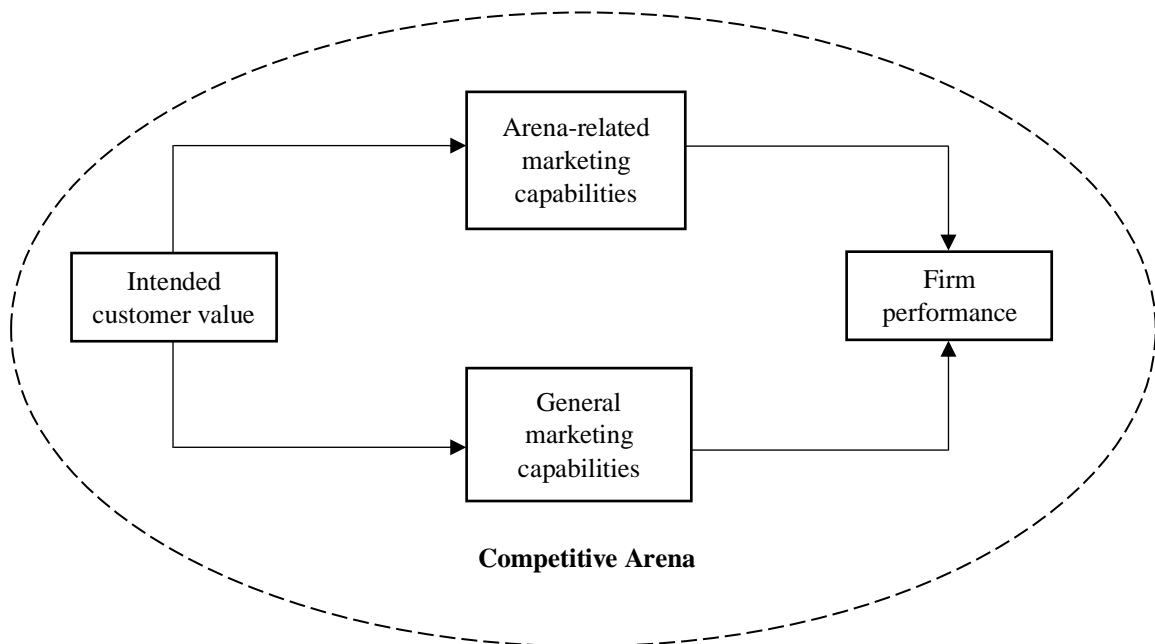 Arena-related
marketing
capabilities
Intended
customer value
Firm
performance
General
marketing
capabilities
Competitive Arena